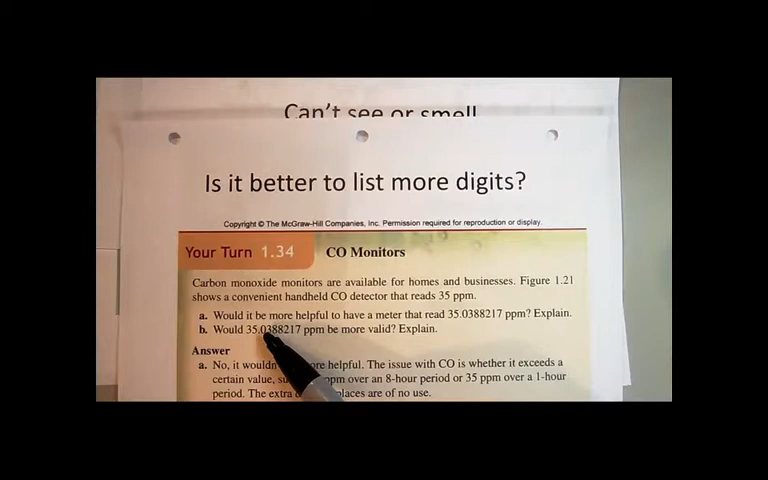 Can't see or smell
Is it better to list more digits?
Copyright © The McGraw-Hill Companies, Inc. Permission required for reproduction or display.
Your Turn 1.34 CO Monitors
Carbon monoxide monitors are available for homes and businesses. Figure 1.21
shows a convenient handheld CO detector that reads 35 ppm.
a. Would it be more helpful to have a meter that read 35.0388217 ppm? Explain.
b. Would 35.0388217 ppm be more valid? Explain.
Answer
a. No, it helpful. The issue with CO is whether it exceeds a
certain value, ppm over an 8-hour period or 35 ppm over a 1-hour
period. The extra places are of no use.